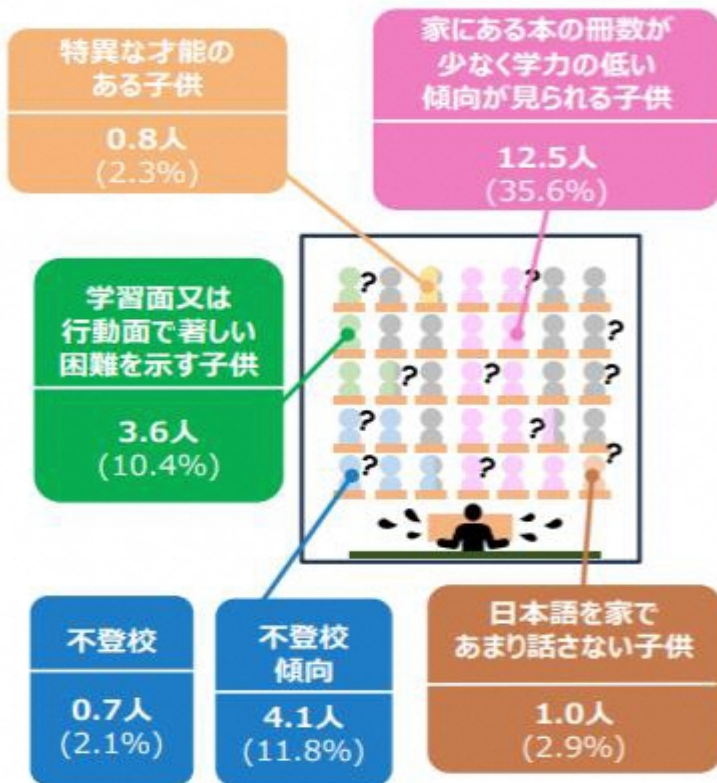 特異な才能の
ある子供
0.8人
(2.3%)
家にある本の冊数が
少なく学力の低い
傾向が見られる子供
12.5人
(35.6%)
学習面又は
行動面で著しい
困難を示す子供
3.6人
(10.4%)
?
?
?
?
?
?
?
?
?
?
?
不登校
0.7人
(2.1%)
不登校
傾向
4.1人
(11.8%)
日本語を家で
あまり話さない子供
1.0人
(2.9%)